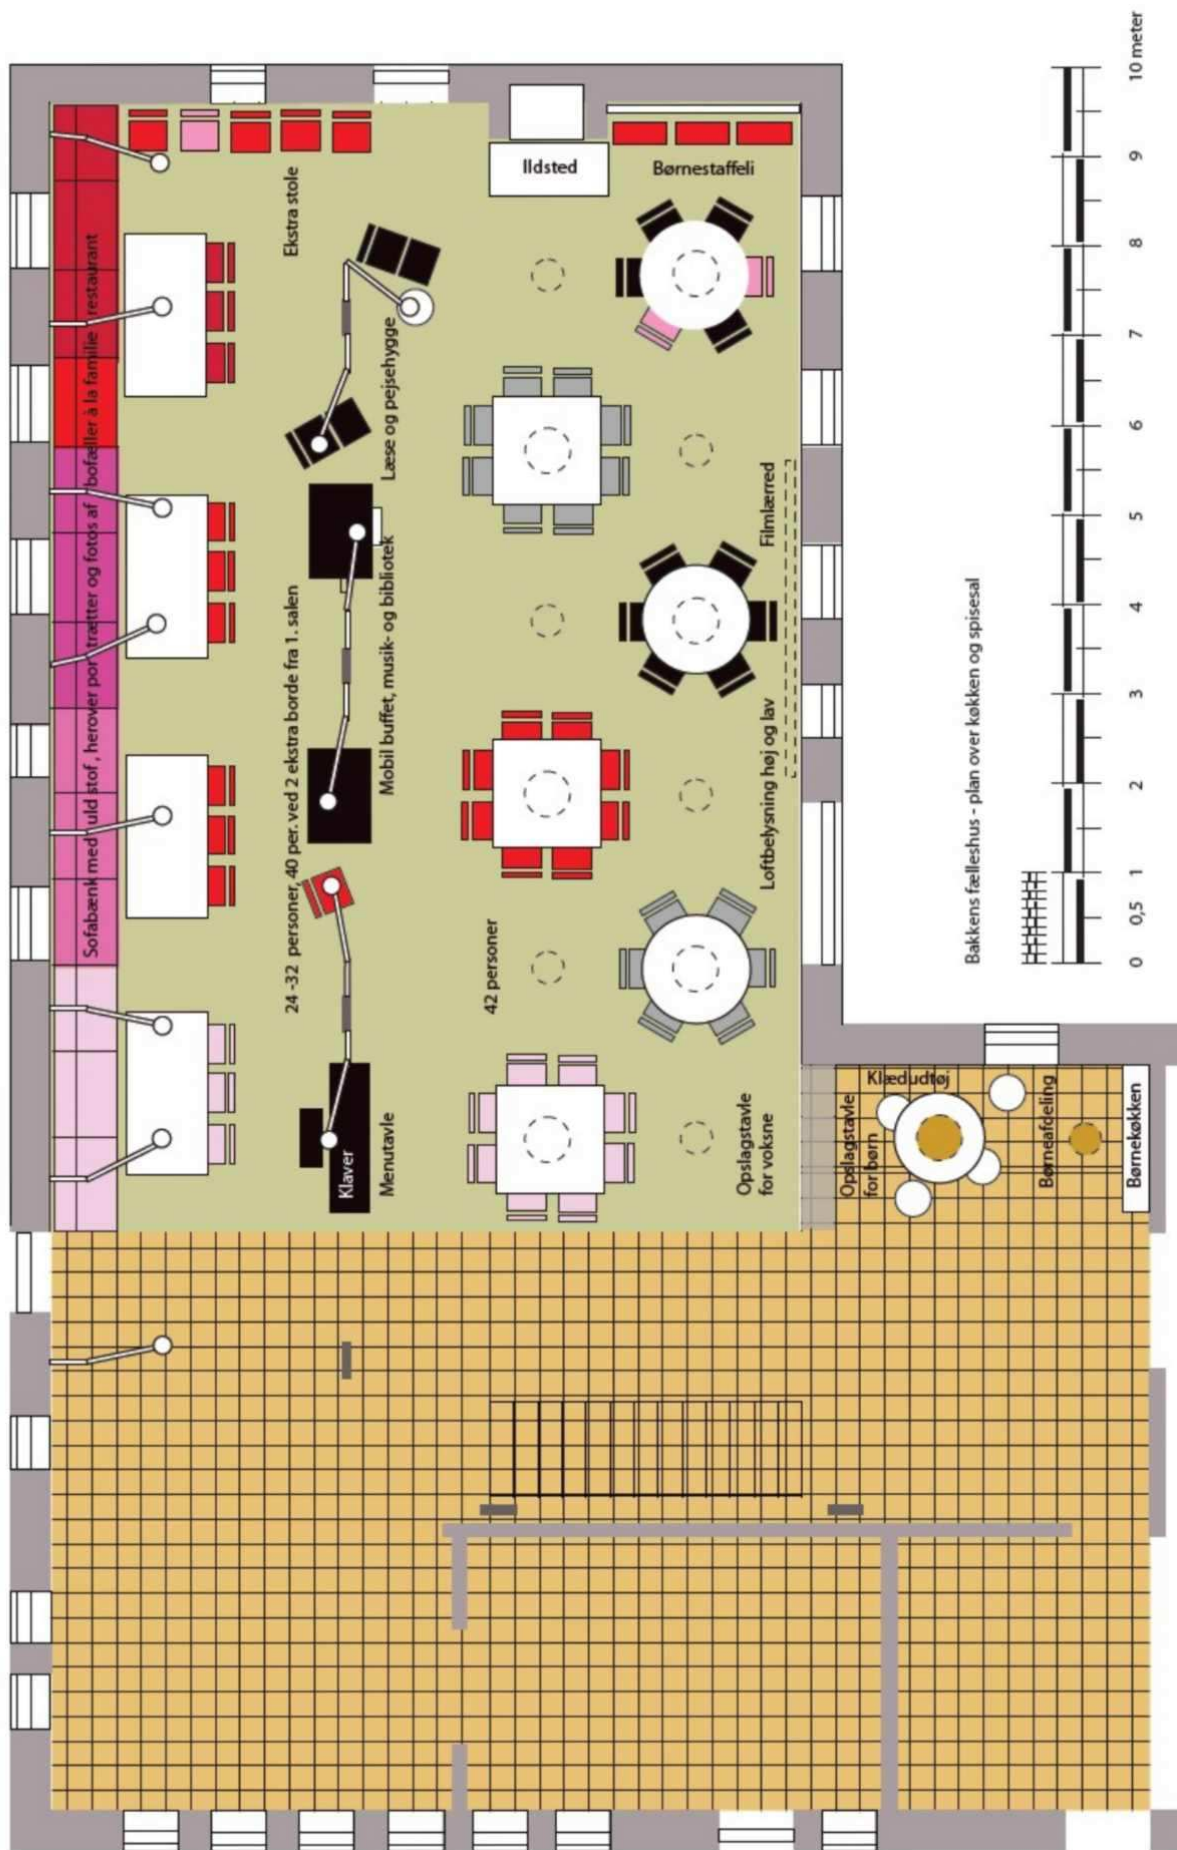 Sofabænk med uld stof, herover portrætter og fotos af bofæller à la familie restaurant
Ekstra stole
24 -32 personer, 40 per. ved 2 ekstra borde fra 1. salen
Klaver
Menutavle
Mobil buffet, musik- og bibliotek
Læse og pejsehygge
Ildsted
42 personer
Børnestaffeli
Opslagstavle
for voksne
Loftbelysning høj og lav
Filmlærred
Opslagstavle
for børn
Klædudtøj
Børneafdeling
Børnekøkken
Bakkens fælleshus - plan over køkken og spisesal
0 0,5 1 2 3 4 5 6 7 8 9 10 meter